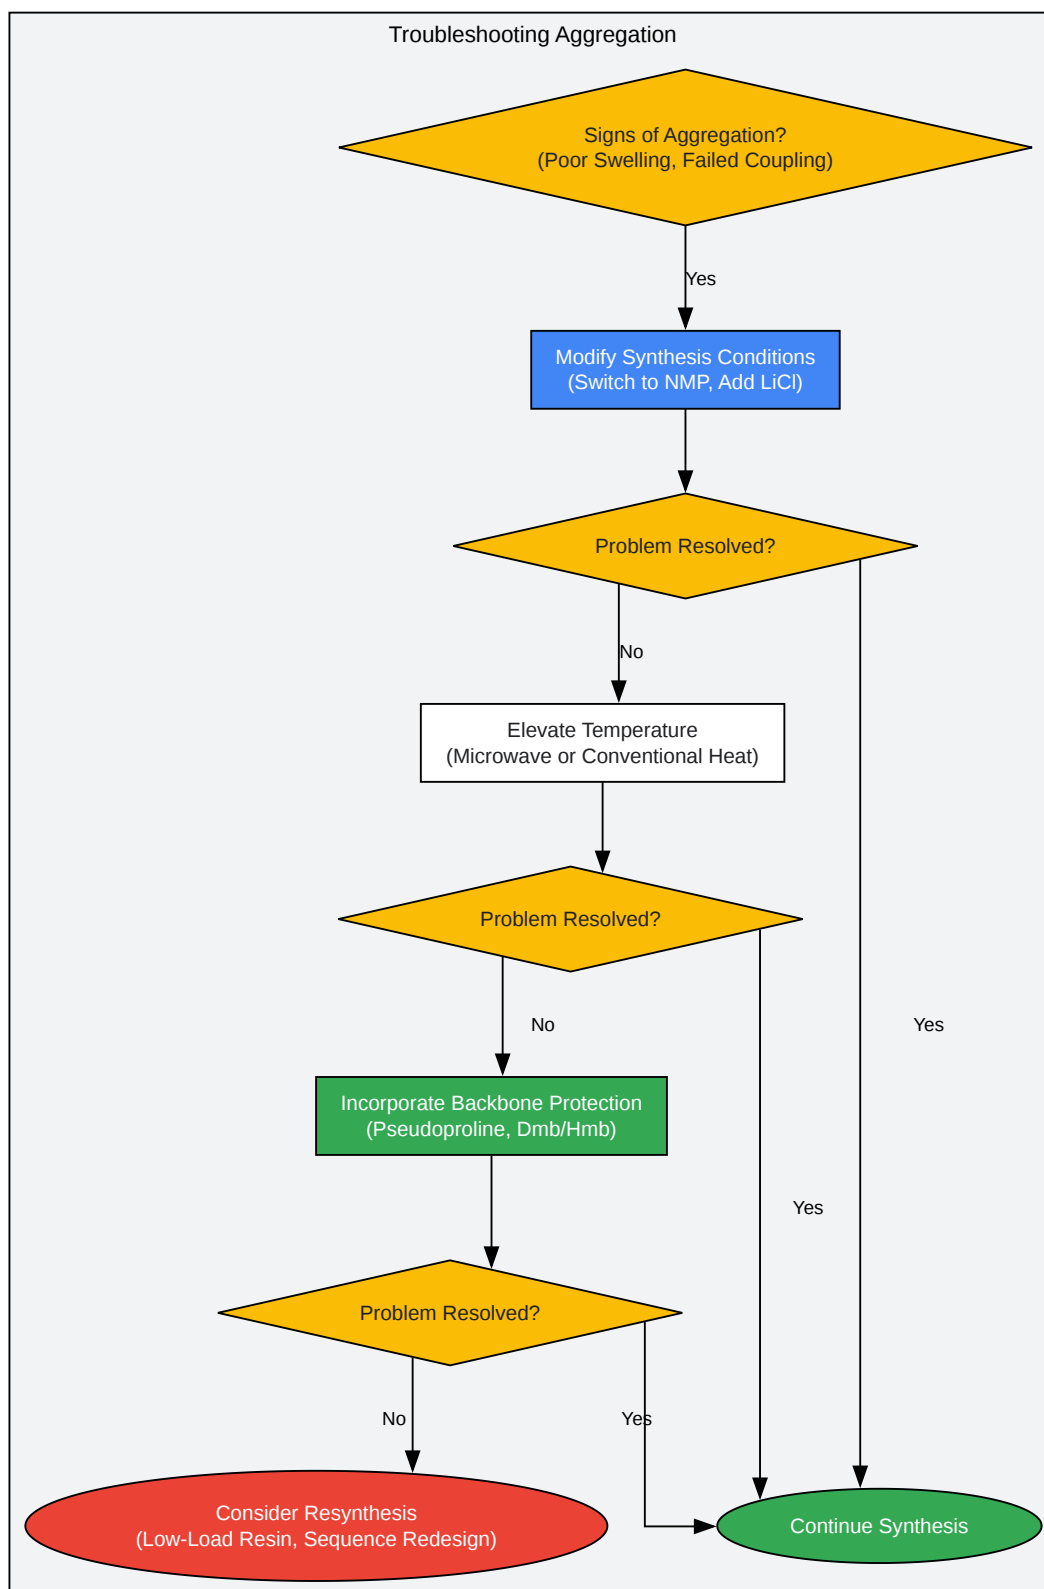 Troubleshooting Aggregation
Signs of Aggregation?
(Poor Swelling, Failed Coupling)
Yes
Modify Synthesis Conditions
(Switch to NMP, Add LiCl)
Problem Resolved?
No
Elevate Temperature
(Microwave or Conventional Heat)
Problem Resolved?
No
Yes
Incorporate Backbone Protection
(Pseudoproline, Dmb/Hmb)
Yes
Problem Resolved?
No
Yes
Consider Resynthesis
(Low-Load Resin, Sequence Redesign)
Continue Synthesis